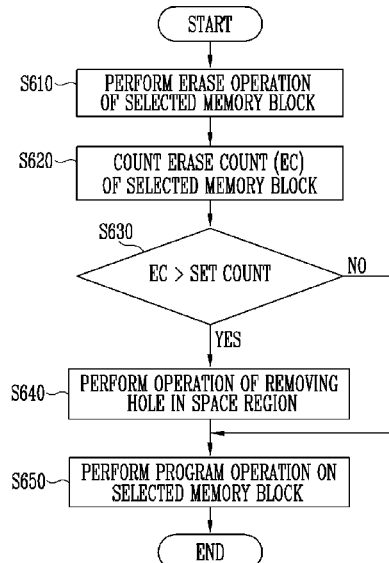 START
S610
PERFORM ERASE OPERATION
OF SELECTED MEMORY BLOCK
S620
COUNT ERASE COUNT (EC)
OF SELECTED MEMORY BLOCK
S630
EC > SET COUNT
NO
YES
S640
PERFORM OPERATION OF REMOVING
HOLE IN SPACE REGION
S650
PERFORM PROGRAM OPERATION ON
SELECTED MEMORY BLOCK
END